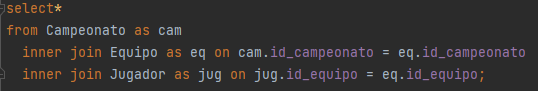 select*
from Campeonato as cam
inner join Equipo as eq on cam.id_campeonato = eq.id_campeonato
inner join Jugador as jug on jug.id_equipo = eq.id_equipo;